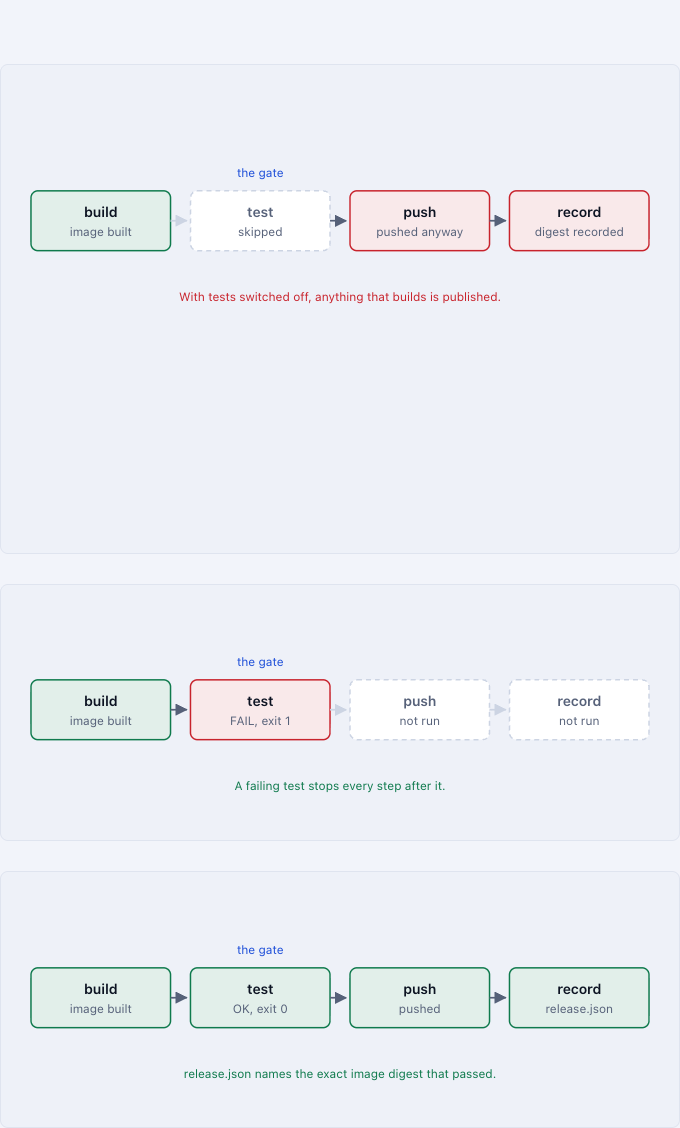 the gate
build
image built
test
skipped
push
pushed anyway
record
digest recorded
With tests switched off, anything that builds is published.
the gate
build
image built
test
FAIL, exit 1
push
not run
record
not run
A failing test stops every step after it.
the gate
build
image built
test
OK, exit 0
push
pushed
record
release.json
release.json names the exact image digest that passed.